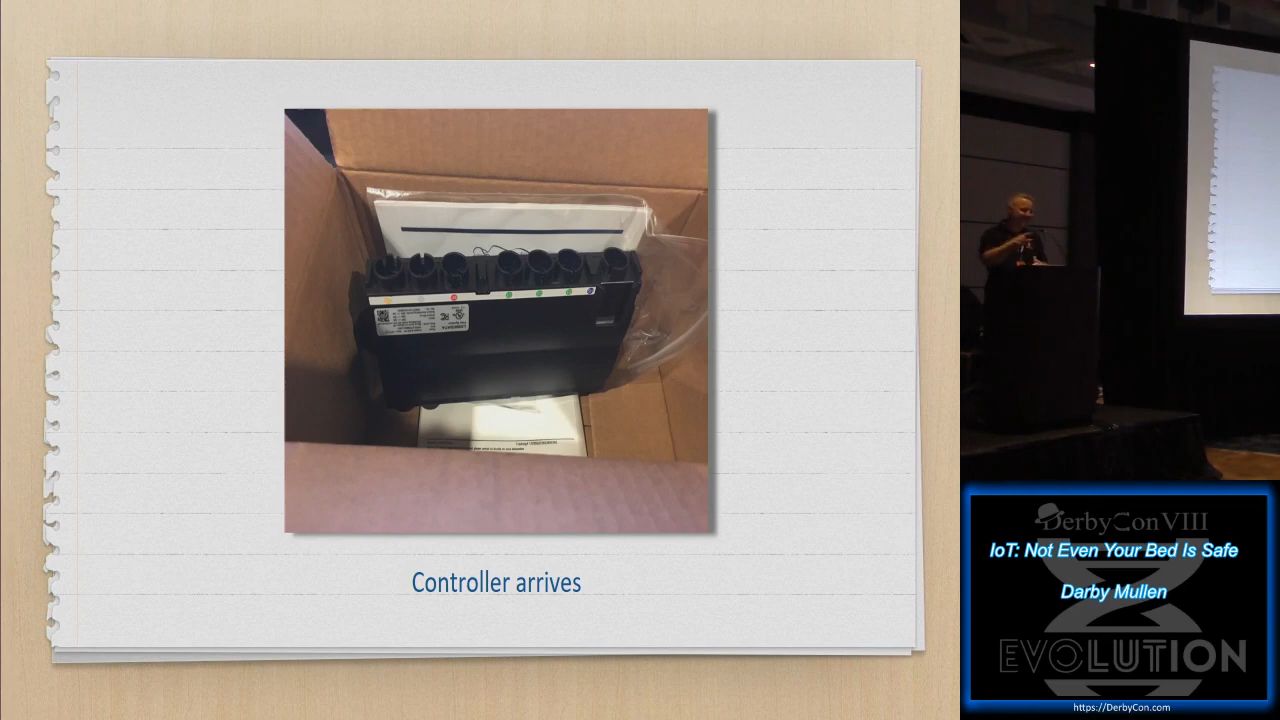 Controller arrives
DerbyCon VIII
IoT: Not Even Your Bed Is Safe
Darby Mullen
EVOLUTION
https://DerbyCon.com